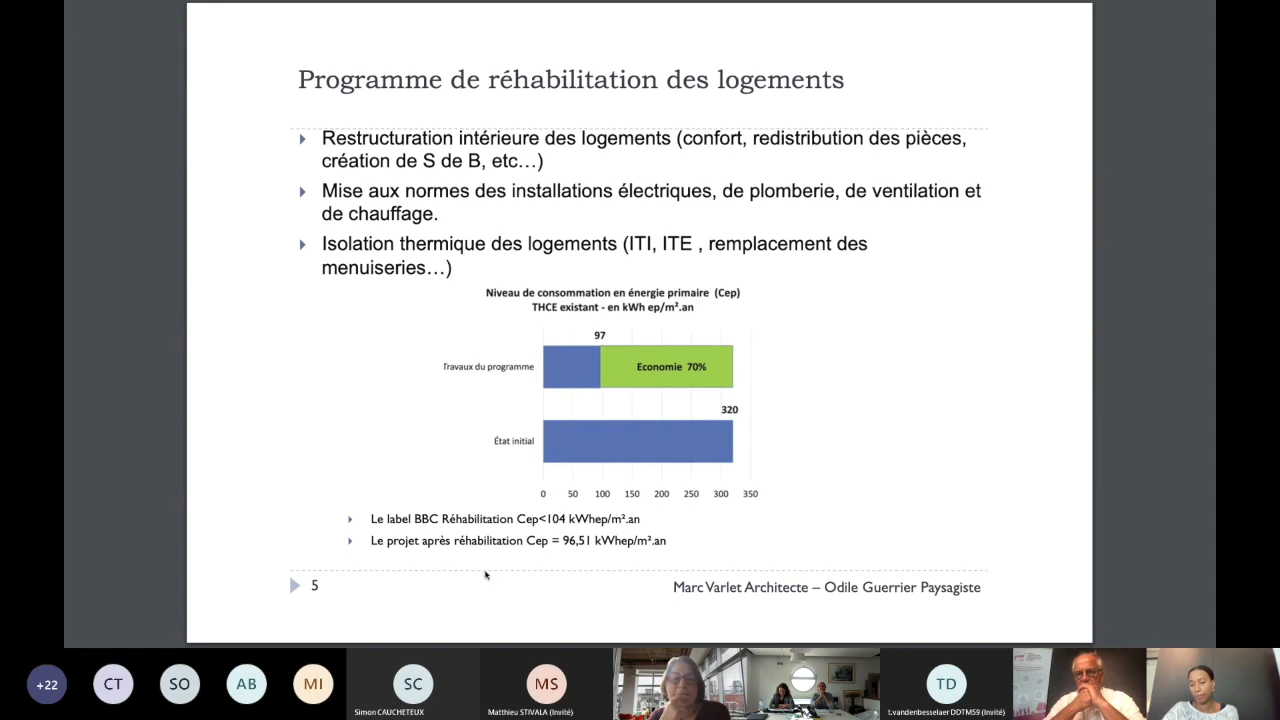 Programme de réhabilitation des logements
Restructuration intérieure des logements (confort, redistribution des pièces,
création de S de B, etc…)
Mise aux normes des installations électriques, de plomberie, de ventilation et
de chauffage.
Isolation thermique des logements (ITI, ITE , remplacement des
menuiseries…)
Niveau de consommation en énergie primaire (Cep)
THCE existant - en kWh ep/m².an
97
Travaux du programme
Economie 70%
320
État initial
0 50 100 150 200 250 300 350
Le label BBC Réhabilitation Cep<104 kWhep/m².an
Le projet après réhabilitation Cep = 96,51 kWhep/m².an
5
Marc Varlet Architecte – Odile Guerrier Paysagiste
+22
CT
SO
AB
MI
SC
Simon CAUCHETEUX
MS
Matthieu STIVALA (Invité)
TD
t.vandenbesselaer DDTM59 (Invité)